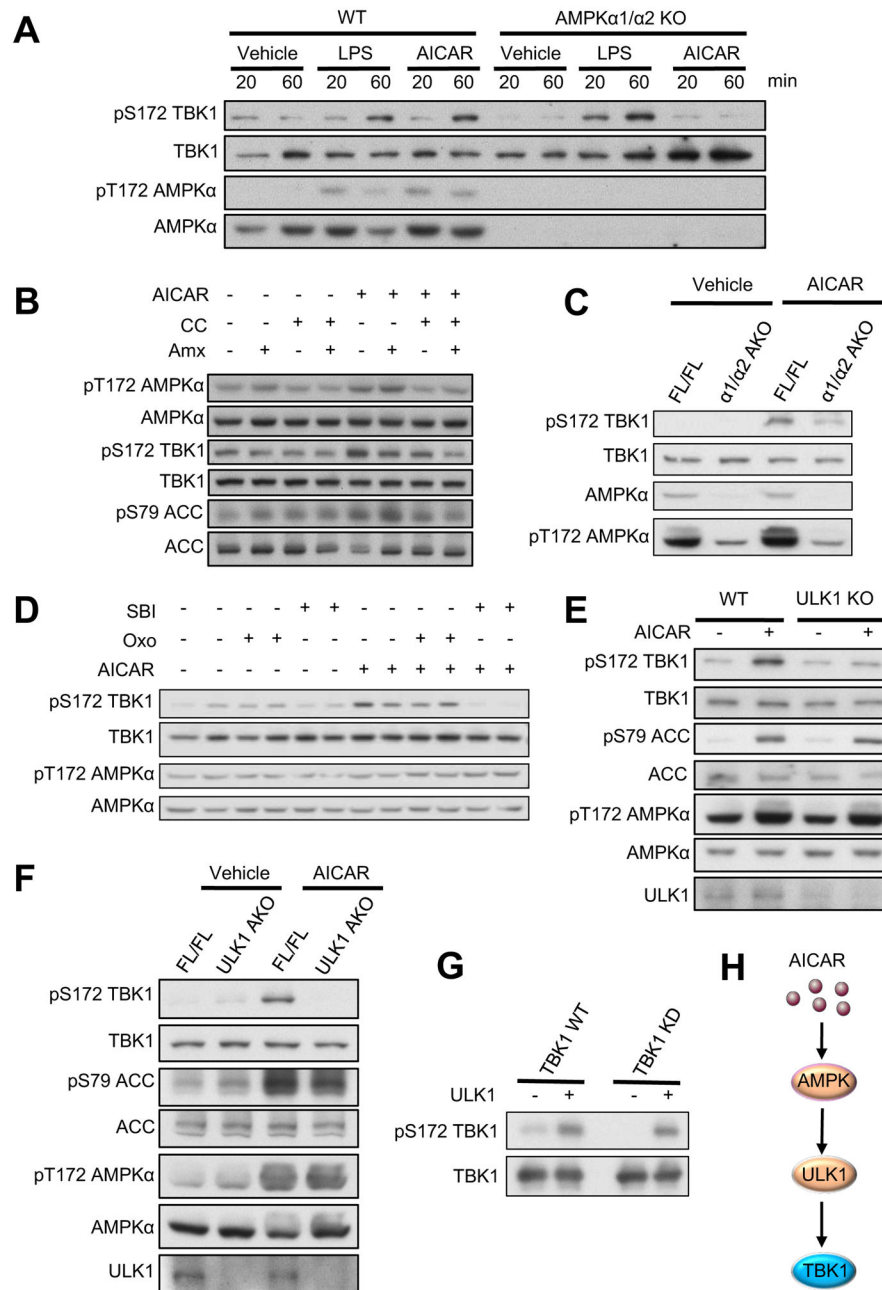 A
WT AMPKα1/α2 KO
Vehicle LPS AICAR Vehicle LPS AICAR
20 60 20 60 20 60 20 60 20 60 20 60 min
pS172 TBK1
TBK1
pT172 AMPKα
AMPKα
B
AICAR - - - - + + + +
CC - - + + - - + +
Amx - + - + - + - +
pT172 AMPKα
AMPKα
pS172 TBK1
TBK1
pS79 ACC
ACC
C
Vehicle AICAR
FL/FL α1/α2 AKO FL/FL α1/α2 AKO
pS172 TBK1
TBK1
AMPKα
pT172 AMPKα
D
SBI - - - - + + - - - - + +
Oxo - - + + - - - - + + - -
AICAR - - - - - - + + + + + +
pS172 TBK1
TBK1
pT172 AMPKα
AMPKα
E
WT ULK1 KO
AICAR - + - +
pS172 TBK1
TBK1
pS79 ACC
ACC
pT172 AMPKα
AMPKα
ULK1
F
Vehicle AICAR
FL/FL ULK1 AKO FL/FL ULK1 AKO
pS172 TBK1
TBK1
pS79 ACC
ACC
pT172 AMPKα
AMPKα
ULK1
G
TBK1 WT TBK1 KD
ULK1 - + - +
pS172 TBK1
TBK1
H
AICAR
AMPK
ULK1
TBK1